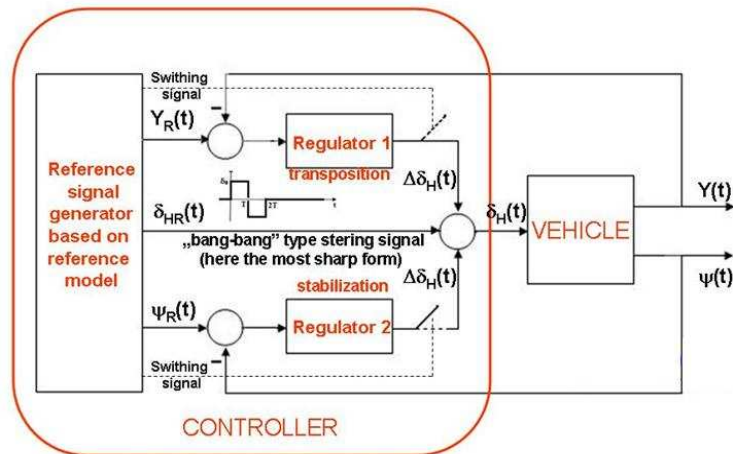 Swithing
signal
Y_R(t)
Regulator 1
transposition
Δδ_H(t)
Reference
signal
generator
based on
reference
model
δ_HR(t)
T
2T
t
„bang-bang” type stering signal
(here the most sharp form)
δ_H(t)
VEHICLE
Y(t)
Ψ(t)
stabilization
Δδ_H(t)
Ψ_R(t)
Regulator 2
Swithing
signal
CONTROLLER